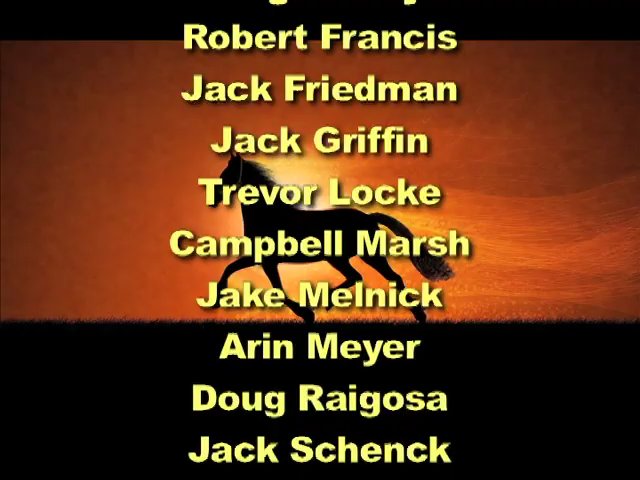 Robert Francis
Jack Friedman
Jack Griffin
Trevor Locke
Campbell Marsh
Jake Melnick
Arin Meyer
Doug Raigosa
Jack Schenck